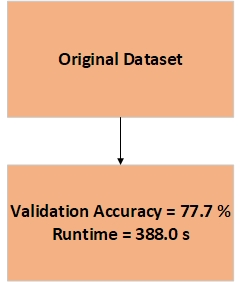 Original Dataset
Validation Accuracy = 77.7 %
Runtime = 388.0 s